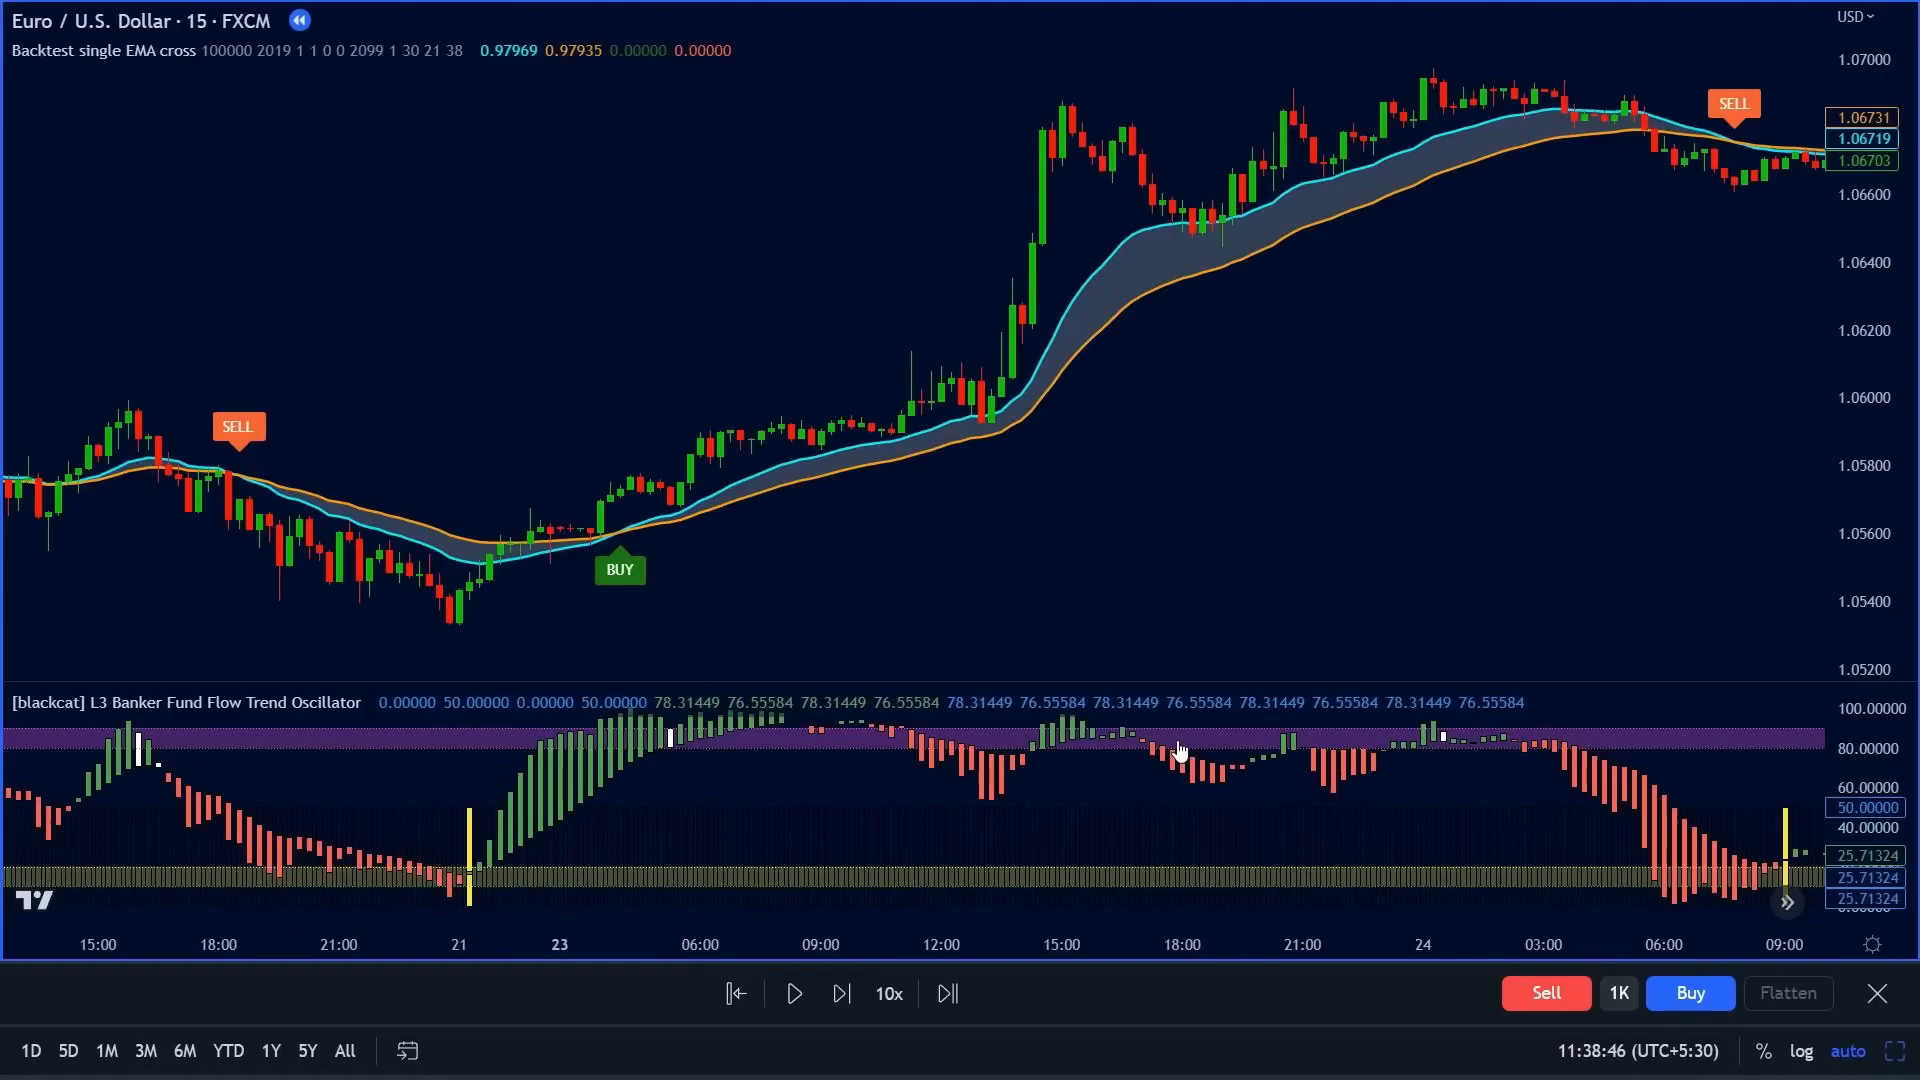 Euro / U.S. Dollar · 15 · FXCM
USD
Backtest single EMA cross 100000 2019 1 1 0 0 2099 1 30 21 38 0.97969 0.97935 0.00000 0.00000
1.07000
SELL
1.06731
1.06719
1.06703
1.06600
1.06400
1.06200
1.06000
SELL
1.05800
1.05600
BUY
1.05400
1.05200
[blackcat] L3 Banker Fund Flow Trend Oscillator 0.00000 50.00000 0.00000 50.00000 78.31449 76.55584 78.31449 76.55584 78.31449 76.55584 78.31449 76.55584 78.31449 76.55584 78.31449 76.55584
100.00000
80.00000
60.00000
50.00000
40.00000
25.71324
25.71324
25.71324
15:00 18:00 21:00 21 23 06:00 09:00 12:00 15:00 18:00 21:00 24 03:00 06:00 09:00
10x
Sell 1K Buy Flatten
1D 5D 1M 3M 6M YTD 1Y 5Y All
11:38:46 (UTC+5:30) % log auto